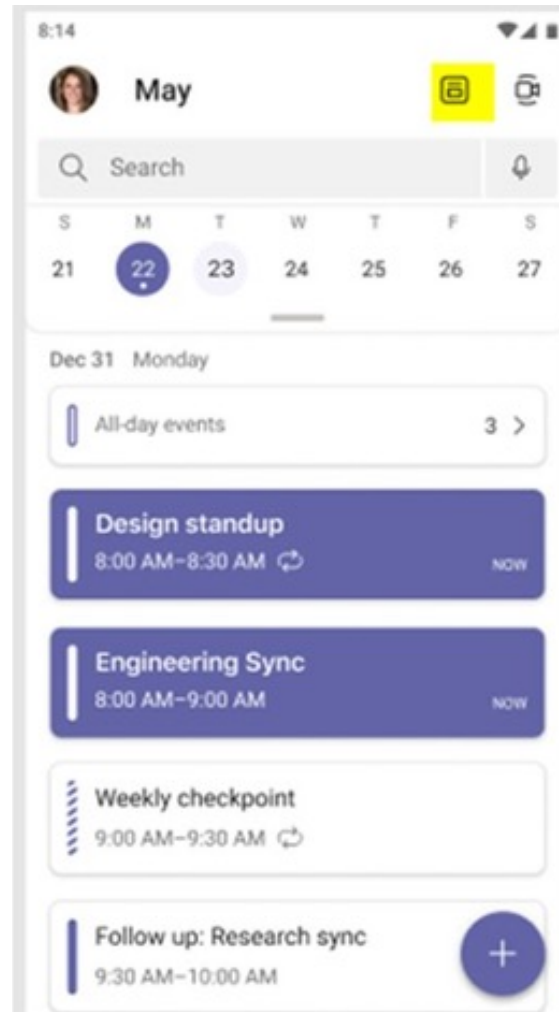 8:14
May
Search
S M T W T F S
21 22 23 24 25 26 27
Dec 31 Monday
All-day events 3
Design standup
8:00 AM–8:30 AM NOW
Engineering Sync
8:00 AM–9:00 AM NOW
Weekly checkpoint
9:00 AM–9:30 AM
Follow up: Research sync
9:30 AM–10:00 AM